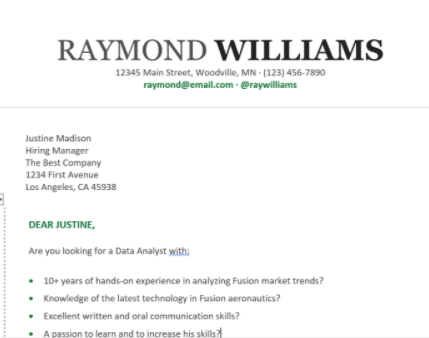 RAYMOND WILLIAMS
12345 Main Street, Woodville, MN · (123) 456-7890
raymond@email.com · @raywilliams
Justine Madison
Hiring Manager
The Best Company
1234 First Avenue
Los Angeles, CA 45938
DEAR JUSTINE,
Are you looking for a Data Analyst with:
• 10+ years of hands-on experience in analyzing Fusion market trends?
• Knowledge of the latest technology in Fusion aeronautics?
• Excellent written and oral communication skills?
• A passion to learn and to increase his skills?